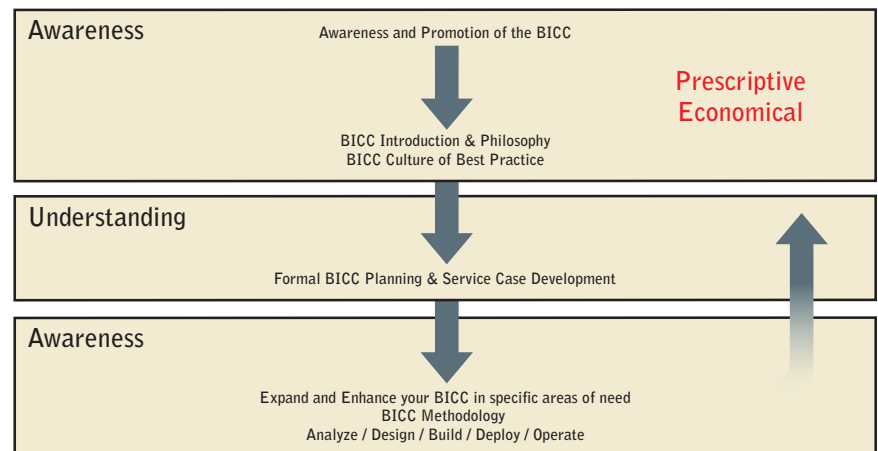 Awareness
Awareness and Promotion of the BICC
Prescriptive
Economical
BICC Introduction & Philosophy
BICC Culture of Best Practice
Understanding
Formal BICC Planning & Service Case Development
Awareness
Expand and Enhance your BICC in specific areas of need
BICC Methodology
Analyze / Design / Build / Deploy / Operate